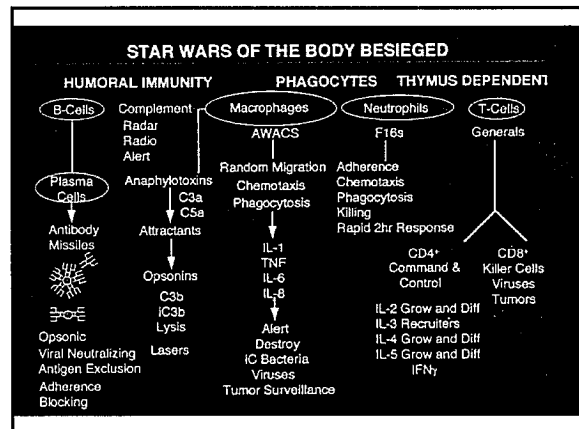 STAR WARS OF THE BODY BESIEGED
HUMORAL IMMUNITY
PHAGOCYTES
THYMUS DEPENDENT
B-Cells
Plasma
Cells
Antibody
Missiles
Opsonic
Viral Neutralizing
Antigen Exclusion
Adherence
Blocking
Complement
Radar
Radio
Alert
Anaphylotoxins
C3a
C5a
Attractants
Opsonins
C3b
iC3b
Lysis
Lasers
Macrophages
AWACS
Random Migration
Chemotaxis
Phagocytosis
IL-1
TNF
IL-6
IL-8
Alert
Destroy
iC Bacteria
Viruses
Tumor Surveillance
Neutrophils
F16s
Adherence
Chemotaxis
Phagocytosis
Killing
Rapid 2hr Response
T-Cells
Generals
CD4+
Command &
Control
IL-2 Grow and Diff
IL-3 Recruiters
IL-4 Grow and Diff
IL-5 Grow and Diff
IFNγ
CD8+
Killer Cells
Viruses
Tumors